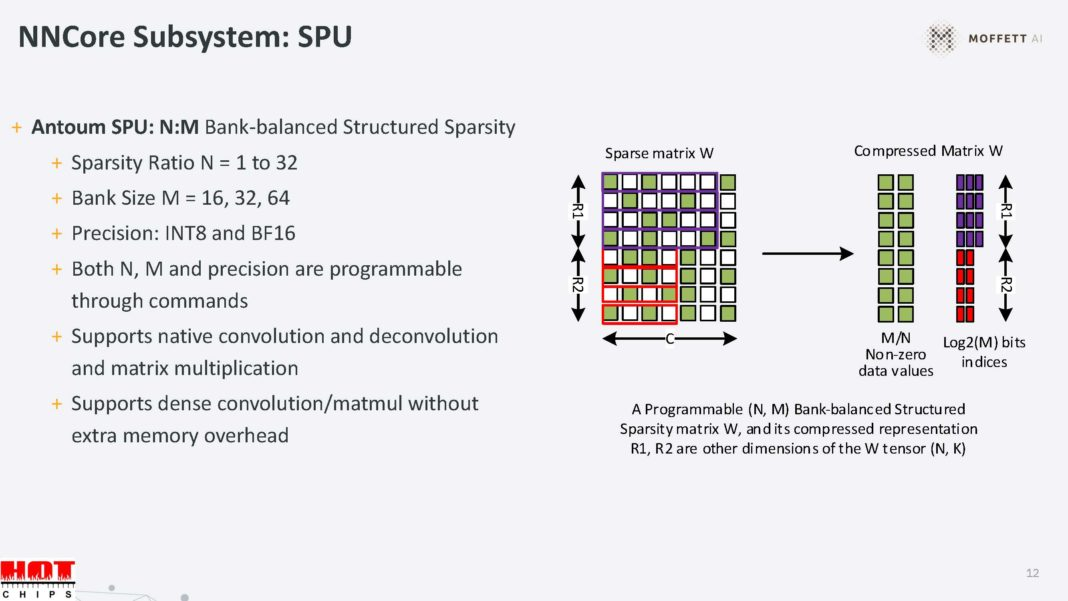 NNCore Subsystem: SPU
MOFFETT AI
+ Antoum SPU: N:M Bank-balanced Structured Sparsity
+ Sparsity Ratio N = 1 to 32
+ Bank Size M = 16, 32, 64
+ Precision: INT8 and BF16
+ Both N, M and precision are programmable
through commands
+ Supports native convolution and deconvolution
and matrix multiplication
+ Supports dense convolution/matmul without
extra memory overhead
Sparse matrix W
Compressed Matrix W
R1
R2
C
R1
R2
M/N
Non-zero
data values
Log2(M) bits
indices
A Programmable (N, M) Bank-balanced Structured
Sparsity matrix W, and its compressed representation
R1, R2 are other dimensions of the W tensor (N, K)
HOT
CHIPS
12